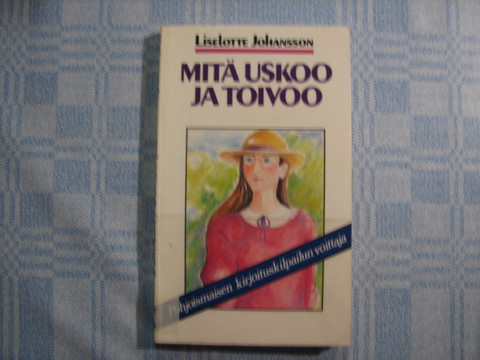 Liselotte Johansson
MITÄ USKOO
JA TOIVOO
Pohjoismaisen kirjoituskilpailun voittaja